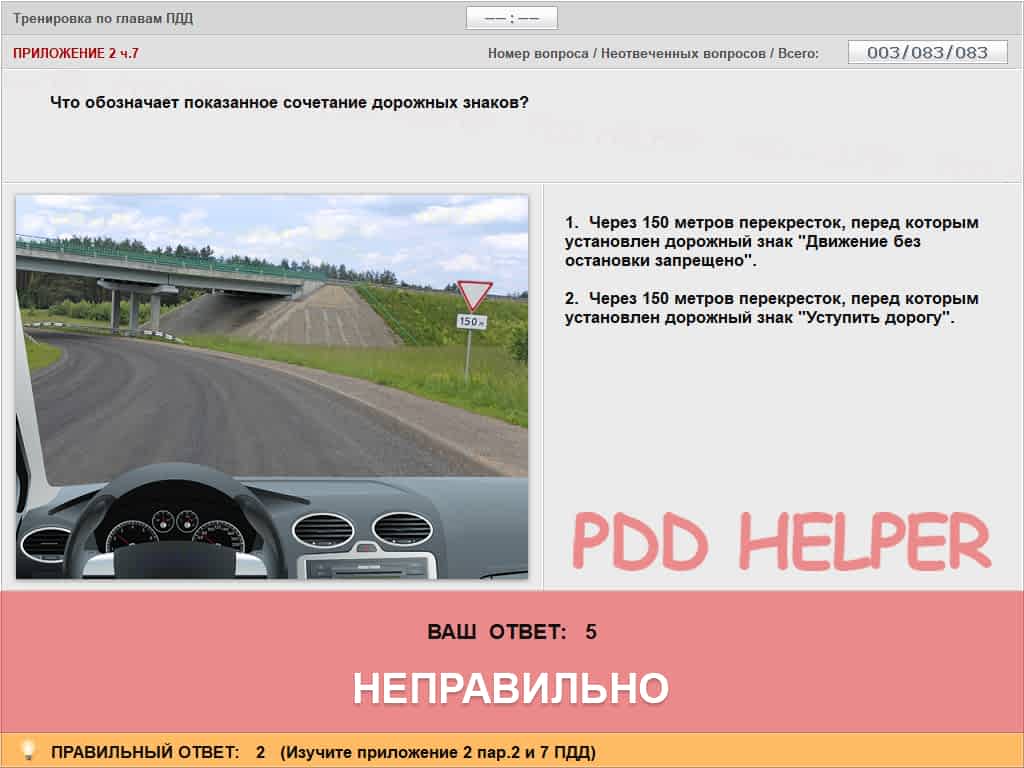 Тренировка по главам ПДД
—— : ——
ПРИЛОЖЕНИЕ 2 ч.7
Номер вопроса / Неотвеченных вопросов / Всего:
003/083/083
Что обозначает показанное сочетание дорожных знаков?
1. Через 150 метров перекресток, перед которым
установлен дорожный знак "Движение без
остановки запрещено".
2. Через 150 метров перекресток, перед которым
установлен дорожный знак "Уступить дорогу".
150 м
PDD HELPER
ВАШ ОТВЕТ: 5
НЕПРАВИЛЬНО
ПРАВИЛЬНЫЙ ОТВЕТ: 2 (Изучите приложение 2 пар.2 и 7 ПДД)